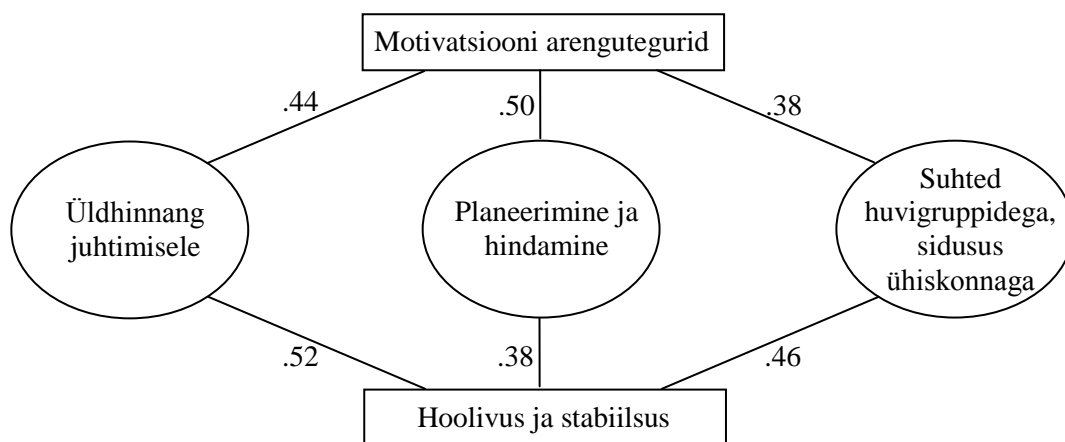 Motivatsiooni arengutegurid
.44
.50
.38
Üldhinnang
juhtimisele
Planeerimine ja
hindamine
Suhted
huvigruppidega,
sidusus
ühiskonnaga
.52
.38
.46
Hoolivus ja stabiilsus